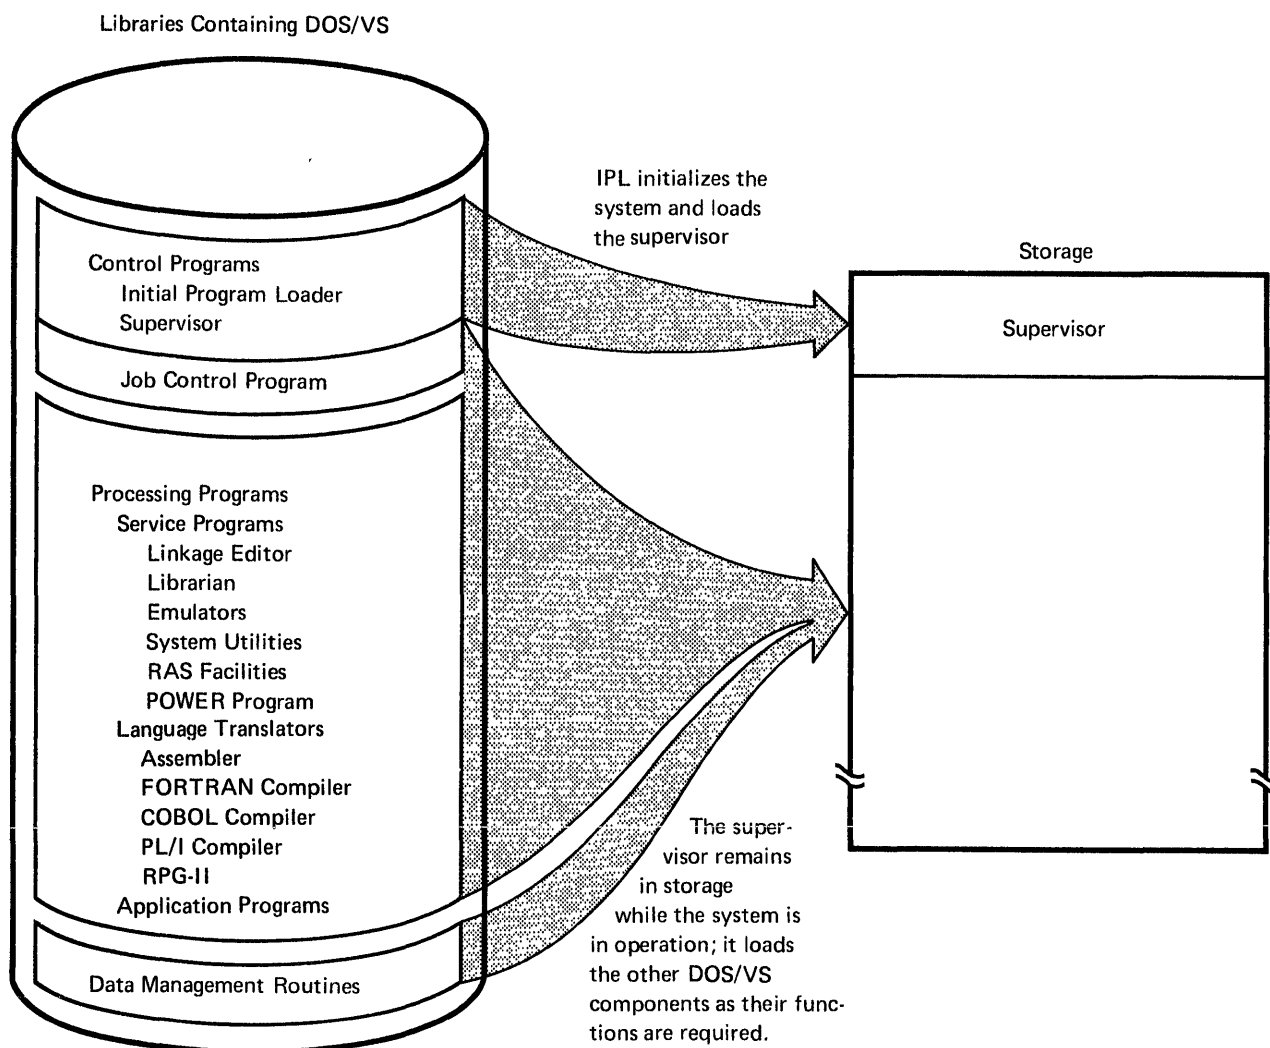 Libraries Containing DOS/VS
IPL initializes the
system and loads
the supervisor
Storage
Supervisor
Control Programs
Initial Program Loader
Supervisor
Job Control Program
Processing Programs
Service Programs
Linkage Editor
Librarian
Emulators
System Utilities
RAS Facilities
POWER Program
Language Translators
Assembler
FORTRAN Compiler
COBOL Compiler
PL/I Compiler
RPG-II
Application Programs
Data Management Routines
The super-
visor remains
in storage
while the system is
in operation; it loads
the other DOS/VS
components as their func-
tions are required.